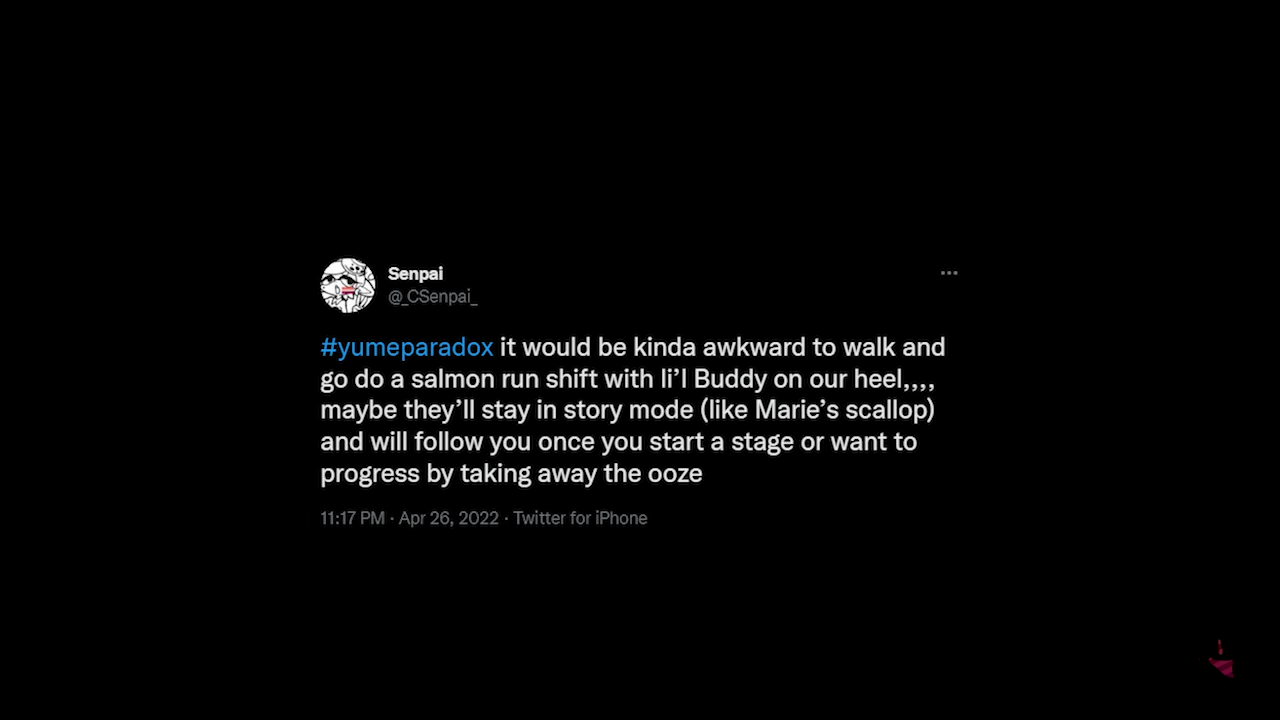 Senpai
@_CSenpai_
#yumeparadox it would be kinda awkward to walk and
go do a salmon run shift with li’l Buddy on our heel,,,,
maybe they’ll stay in story mode (like Marie’s scallop)
and will follow you once you start a stage or want to
progress by taking away the ooze
11:17 PM · Apr 26, 2022 · Twitter for iPhone